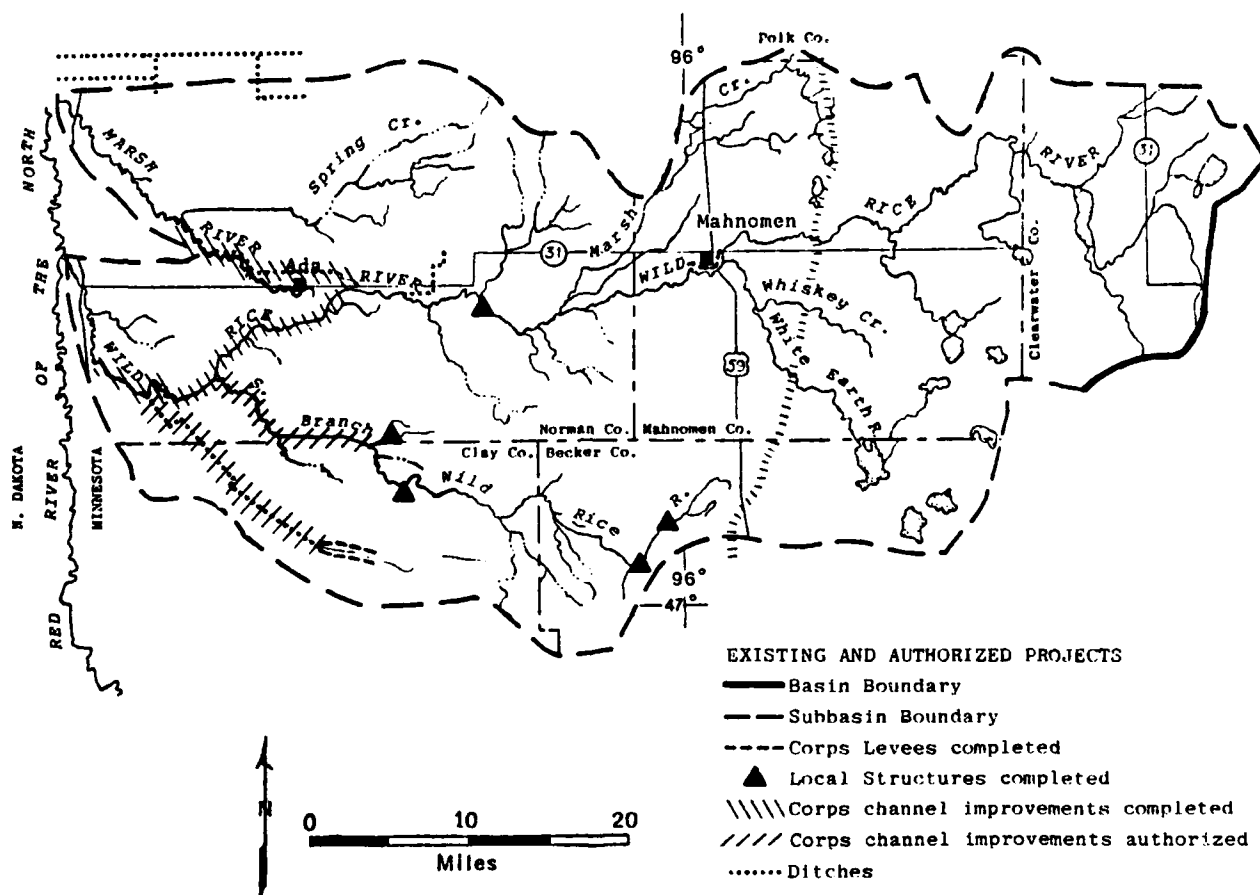 Polk Co.
96°
NORTH
MARSH
Spring Cr.
Cr.
RIVER
31
Marsh
Mahnomen
RICE
RIVER
31
Ada
RIVER
WILD
Clearwater Co.
THE
OF
RICE
WILD
Whiskey Cr.
White Earth R.
59
S.
Branch
Norman Co. Mahnomen Co.
Clay Co. Becker Co.
Wild
Rice
R.
N. DAKOTA
RIVER
MINNESOTA
RED
96°
47°
EXISTING AND AUTHORIZED PROJECTS
Basin Boundary
Subbasin Boundary
Corps Levees completed
Local Structures completed
Corps channel improvements completed
Corps channel improvements authorized
Ditches
N
0 10 20
Miles